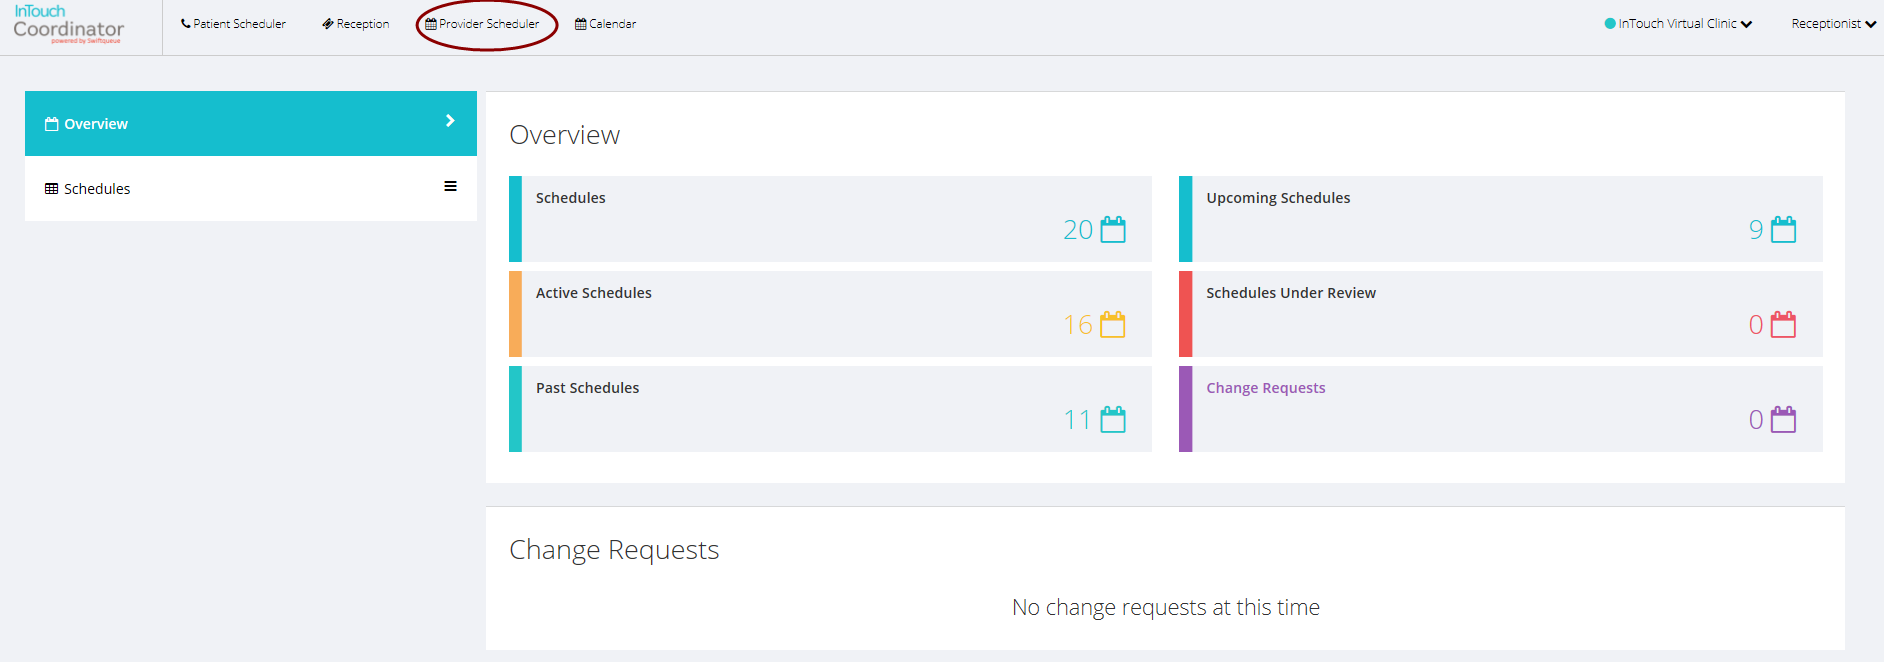 InTouch
Coordinator
powered by Swiftqueue
Patient Scheduler
Reception
Provider Scheduler
Calendar
InTouch Virtual Clinic
Receptionist
Overview
Schedules
Overview
Schedules
20
Upcoming Schedules
9
Active Schedules
16
Schedules Under Review
0
Past Schedules
11
Change Requests
0
Change Requests
No change requests at this time